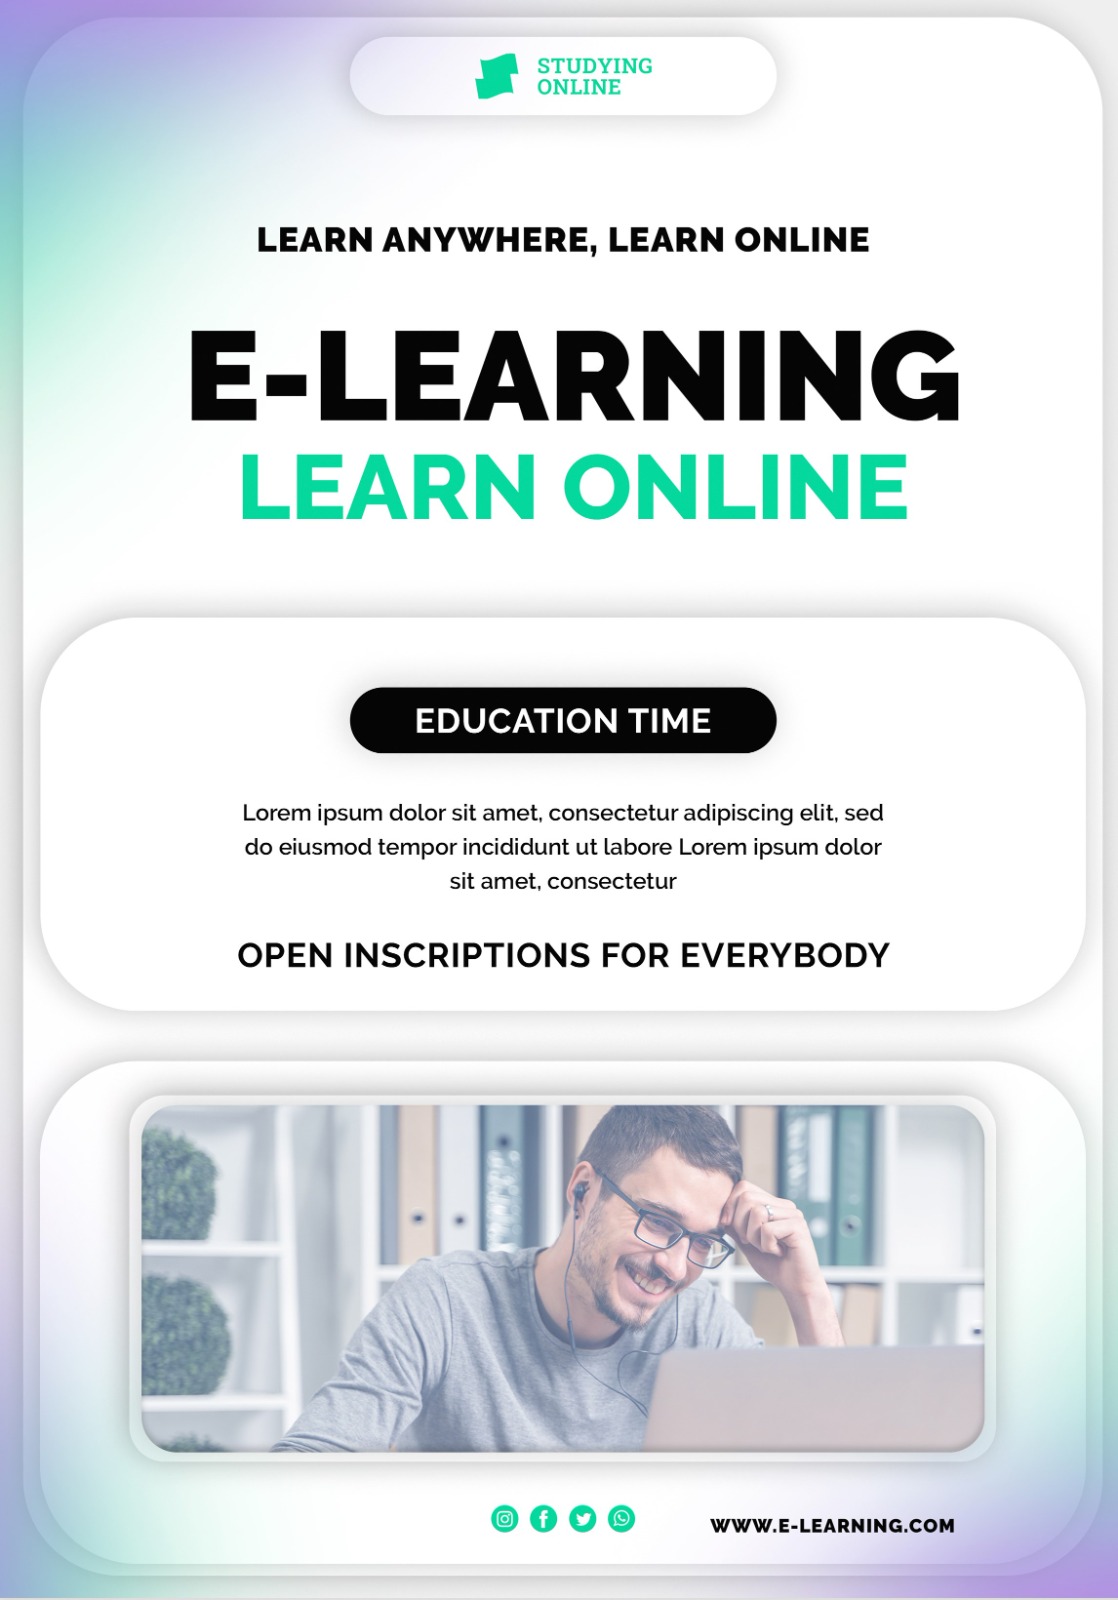 STUDYING
ONLINE
LEARN ANYWHERE, LEARN ONLINE
E-LEARNING
LEARN ONLINE
EDUCATION TIME
Lorem ipsum dolor sit amet, consectetur adipiscing elit, sed
do eiusmod tempor incididunt ut labore Lorem ipsum dolor
sit amet, consectetur
OPEN INSCRIPTIONS FOR EVERYBODY
WWW.E-LEARNING.COM